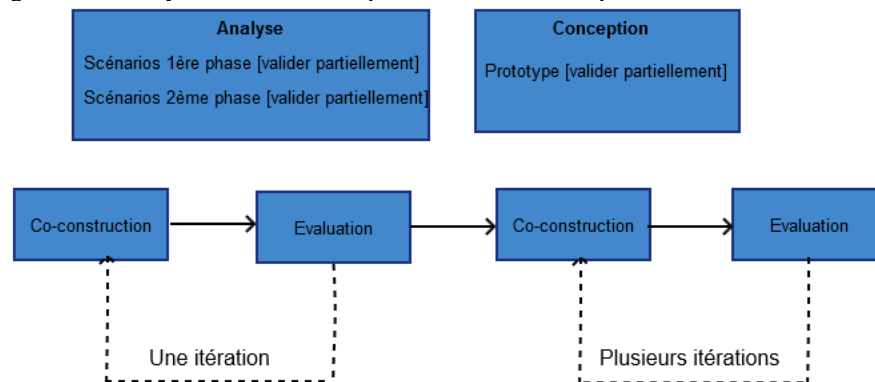 Analyse
Scénarios 1ère phase [valider partiellement]
Scénarios 2ème phase [valider partiellement]
Conception
Prototype [valider partiellement]
Co-construction
Evaluation
Co-construction
Evaluation
Une itération
Plusieurs itérations